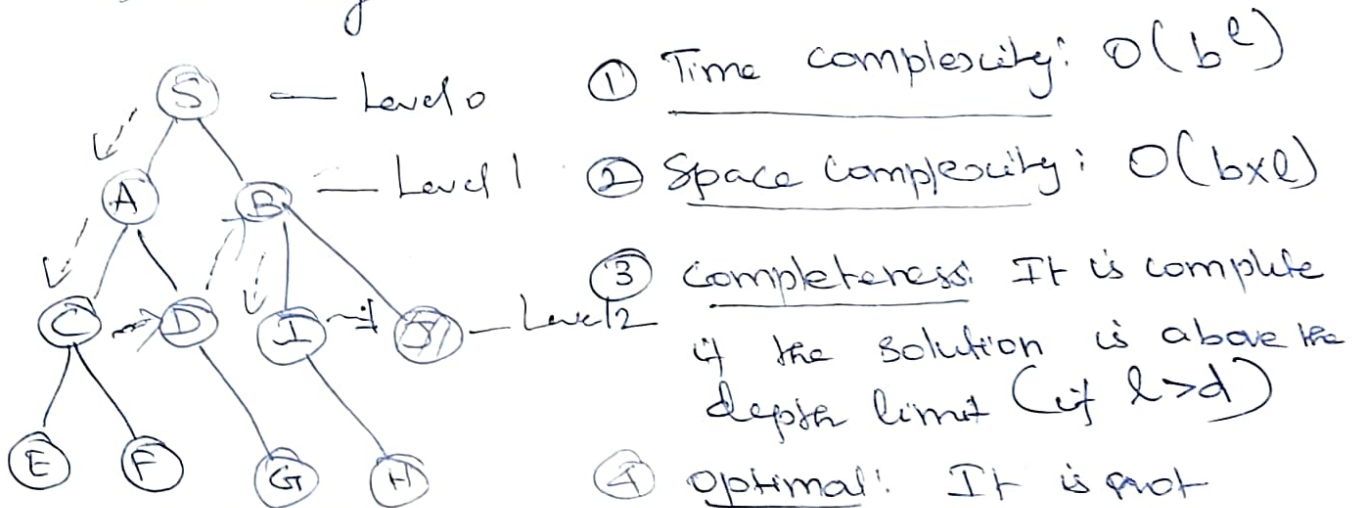 S — Level 0
① Time complexity: O(b^l)
A B — Level 1
② Space Complexity: O(b×l)
③ Completeness: It is complete
C D I J — Level 2
if the solution is above the
depth limit (if l>d)
E F G H
④ Optimal: It is not